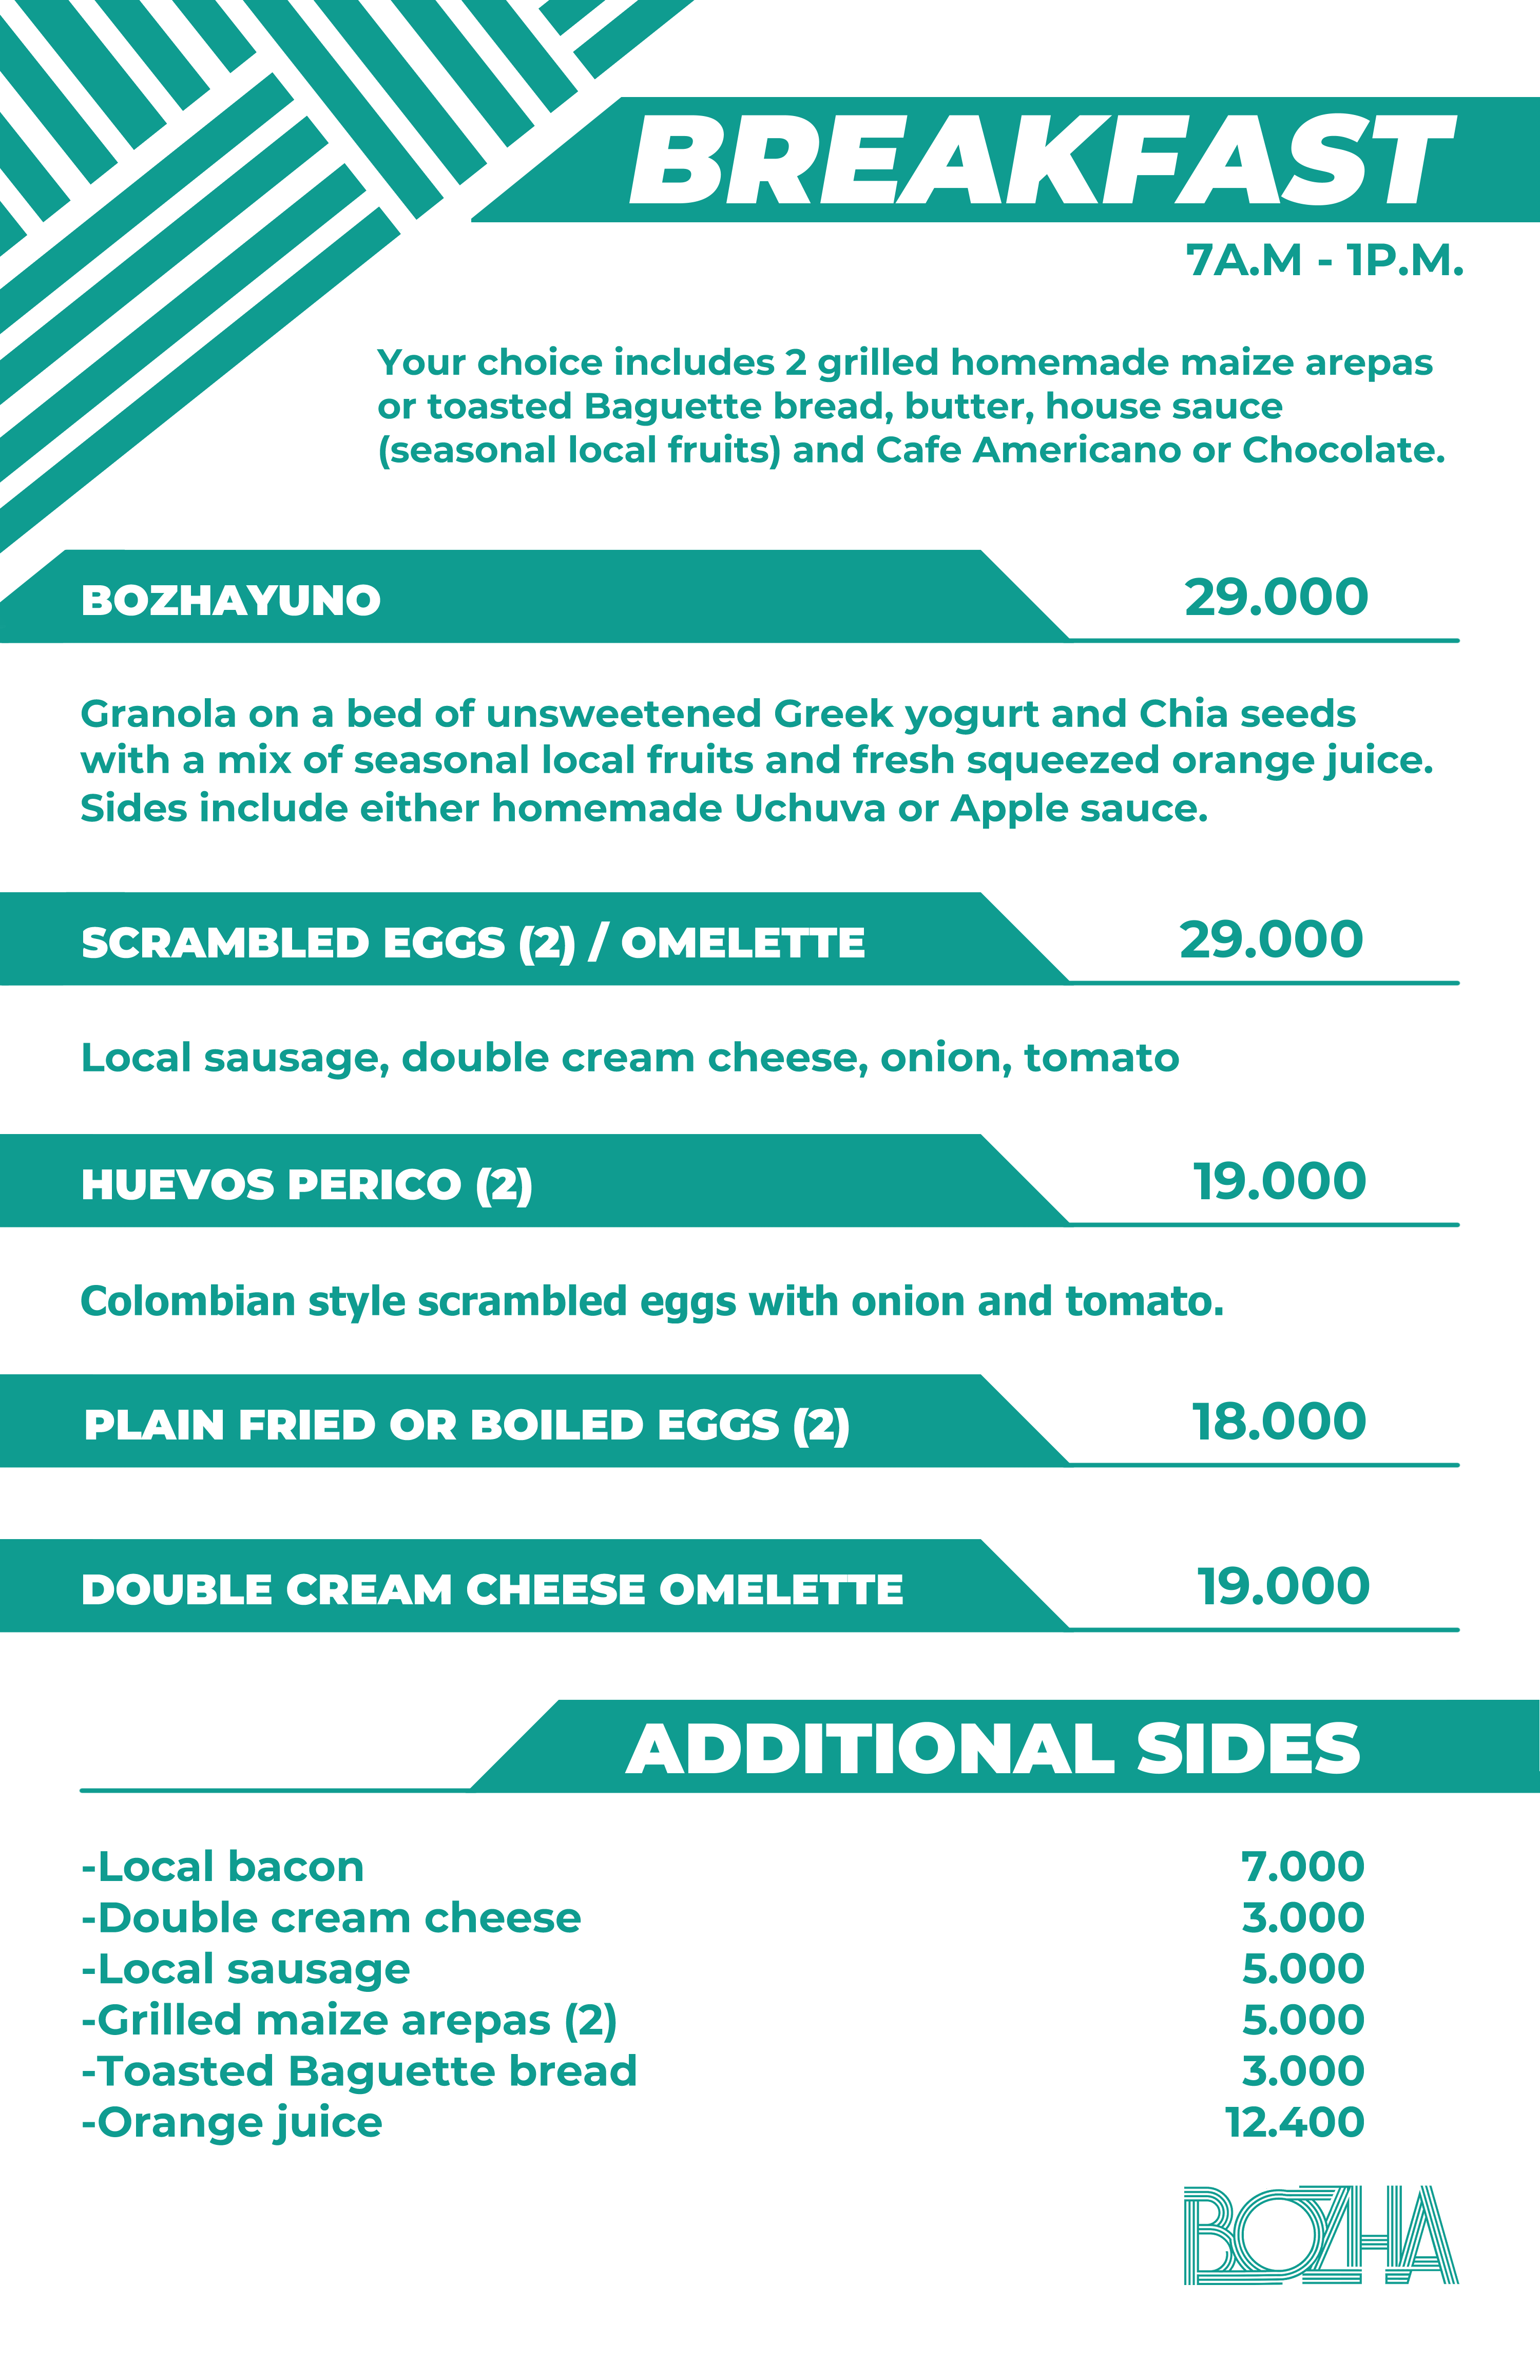 BREAKFAST
7A.M - 1P.M.
Your choice includes 2 grilled homemade maize arepas
or toasted Baguette bread, butter, house sauce
(seasonal local fruits) and Cafe Americano or Chocolate.
BOZHAYUNO 29.000
Granola on a bed of unsweetened Greek yogurt and Chia seeds
with a mix of seasonal local fruits and fresh squeezed orange juice.
Sides include either homemade Uchuva or Apple sauce.
SCRAMBLED EGGS (2) / OMELETTE 29.000
Local sausage, double cream cheese, onion, tomato
HUEVOS PERICO (2) 19.000
Colombian style scrambled eggs with onion and tomato.
PLAIN FRIED OR BOILED EGGS (2) 18.000
DOUBLE CREAM CHEESE OMELETTE 19.000
ADDITIONAL SIDES
-Local bacon 7.000
-Double cream cheese 3.000
-Local sausage 5.000
-Grilled maize arepas (2) 5.000
-Toasted Baguette bread 3.000
-Orange juice 12.400
BOZHA